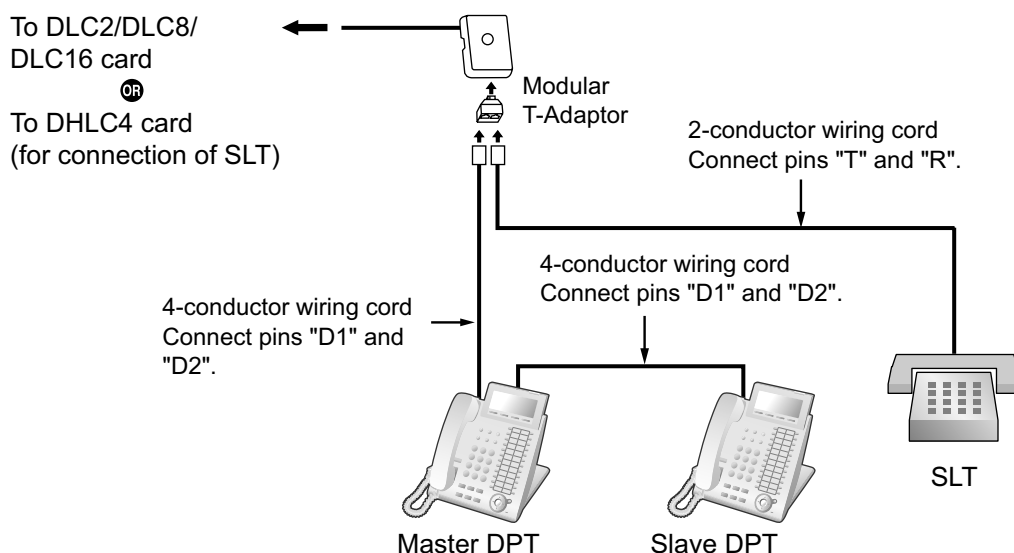 To DLC2/DLC8/
DLC16 card
OR
To DHLC4 card
(for connection of SLT)
Modular
T-Adaptor
2-conductor wiring cord
Connect pins "T" and "R".
4-conductor wiring cord
Connect pins "D1" and "D2".
4-conductor wiring cord
Connect pins "D1" and
"D2".
SLT
Master DPT
Slave DPT